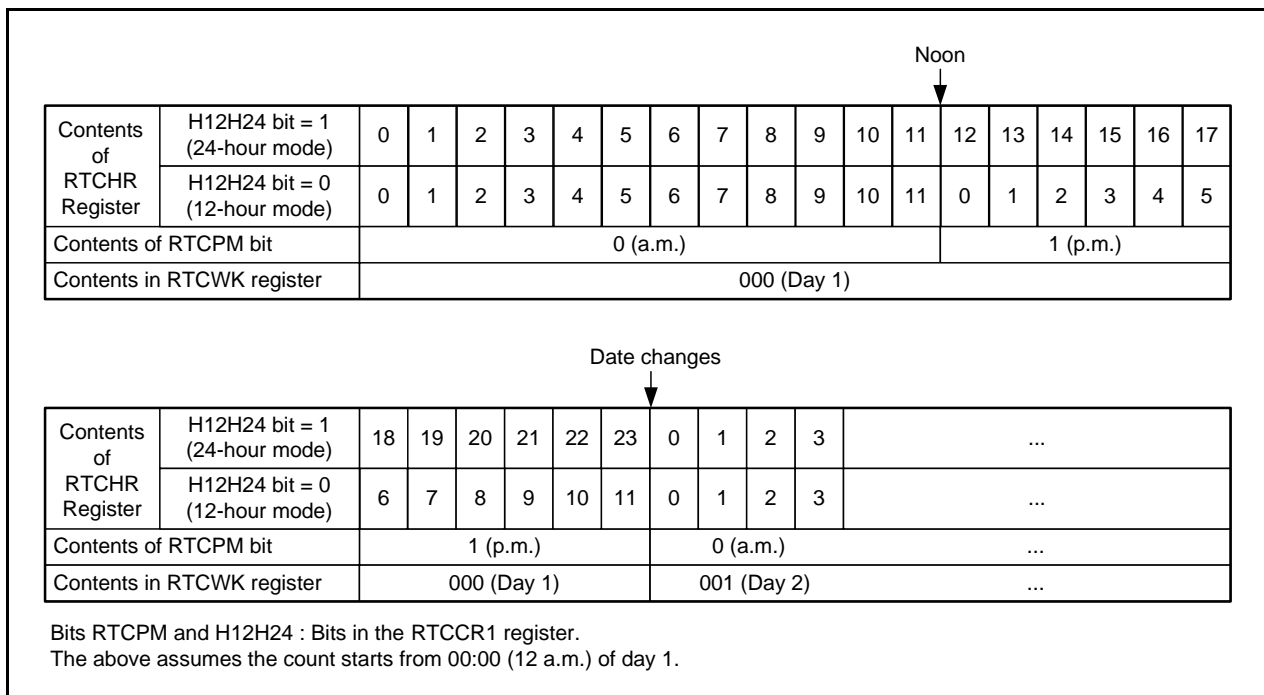 Noon
Contents of RTCHR Register
H12H24 bit = 1 (24-hour mode) 0 1 2 3 4 5 6 7 8 9 10 11 12 13 14 15 16 17
H12H24 bit = 0 (12-hour mode) 0 1 2 3 4 5 6 7 8 9 10 11 0 1 2 3 4 5
Contents of RTCPM bit 0 (a.m.) 1 (p.m.)
Contents in RTCWK register 000 (Day 1)
Date changes
Contents of RTCHR Register
H12H24 bit = 1 (24-hour mode) 18 19 20 21 22 23 0 1 2 3 ...
H12H24 bit = 0 (12-hour mode) 6 7 8 9 10 11 0 1 2 3 ...
Contents of RTCPM bit 1 (p.m.) 0 (a.m.) ...
Contents in RTCWK register 000 (Day 1) 001 (Day 2) ...
Bits RTCPM and H12H24 : Bits in the RTCCR1 register.
The above assumes the count starts from 00:00 (12 a.m.) of day 1.